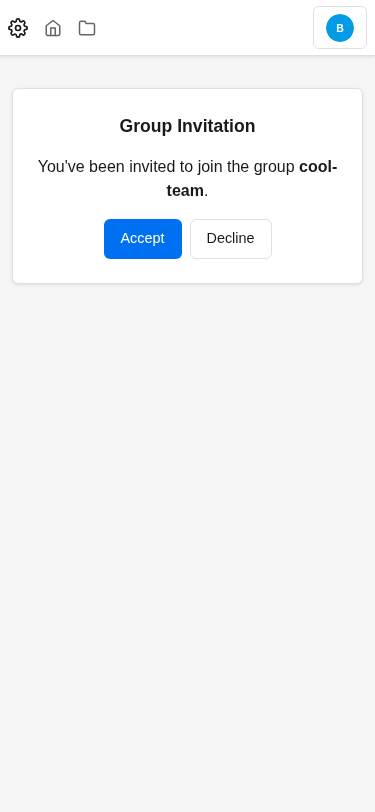 B
Group Invitation
You've been invited to join the group cool-
team.
Accept
Decline